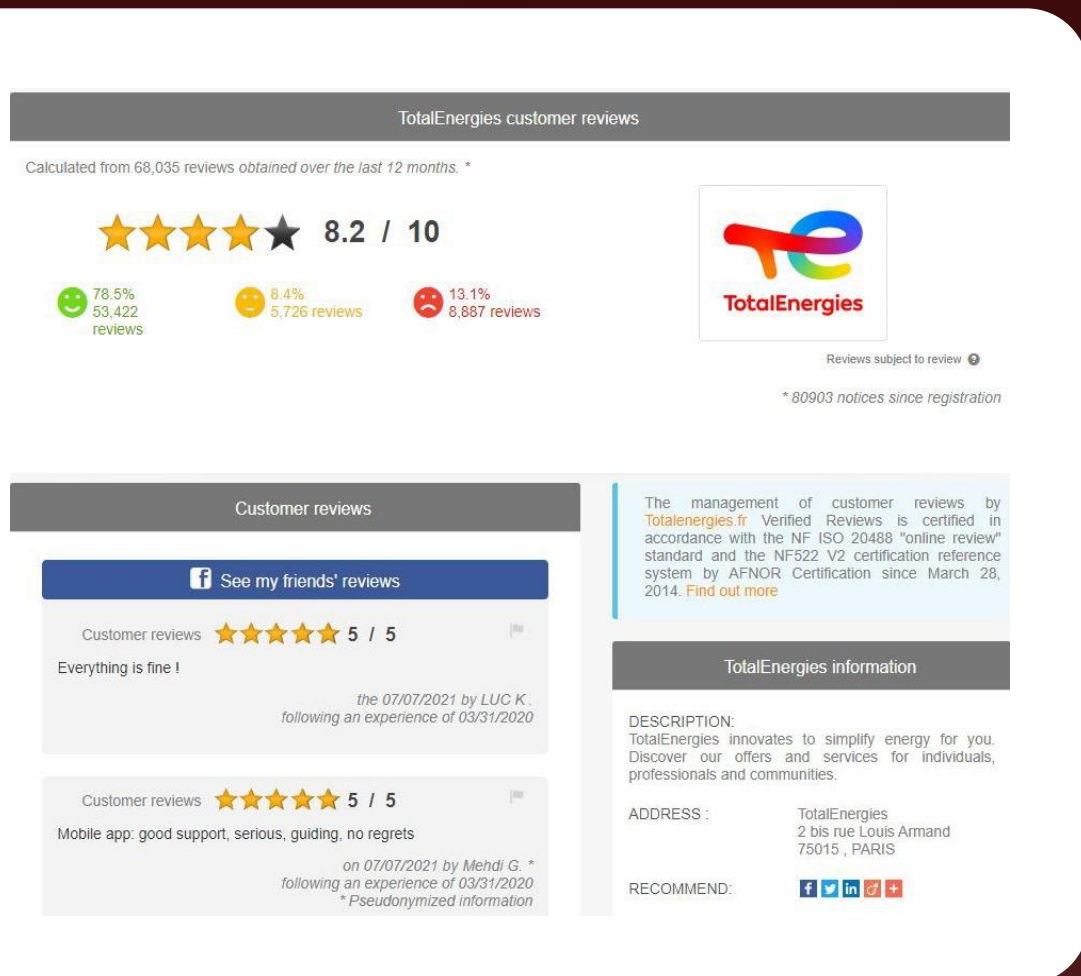 TotalEnergies customer reviews
Calculated from 68,035 reviews obtained over the last 12 months. *
8.2 / 10
78.5%
53,422
reviews
8.4%
5,726 reviews
13.1%
8,887 reviews
TotalEnergies
Reviews subject to review
* 80903 notices since registration
Customer reviews
See my friends' reviews
Customer reviews 5 / 5
Everything is fine !
the 07/07/2021 by LUC K .
following an experience of 03/31/2020
Customer reviews 5 / 5
Mobile app: good support, serious, guiding, no regrets
on 07/07/2021 by Mehdi G. *
following an experience of 03/31/2020
* Pseudonymized information
The management of customer reviews by
Totalenergies.fr Verified Reviews is certified in
accordance with the NF ISO 20488 "online review"
standard and the NF522 V2 certification reference
system by AFNOR Certification since March 28,
2014. Find out more
TotalEnergies information
DESCRIPTION:
TotalEnergies innovates to simplify energy for you.
Discover our offers and services for individuals,
professionals and communities.
ADDRESS : TotalEnergies
2 bis rue Louis Armand
75015 , PARIS
RECOMMEND: